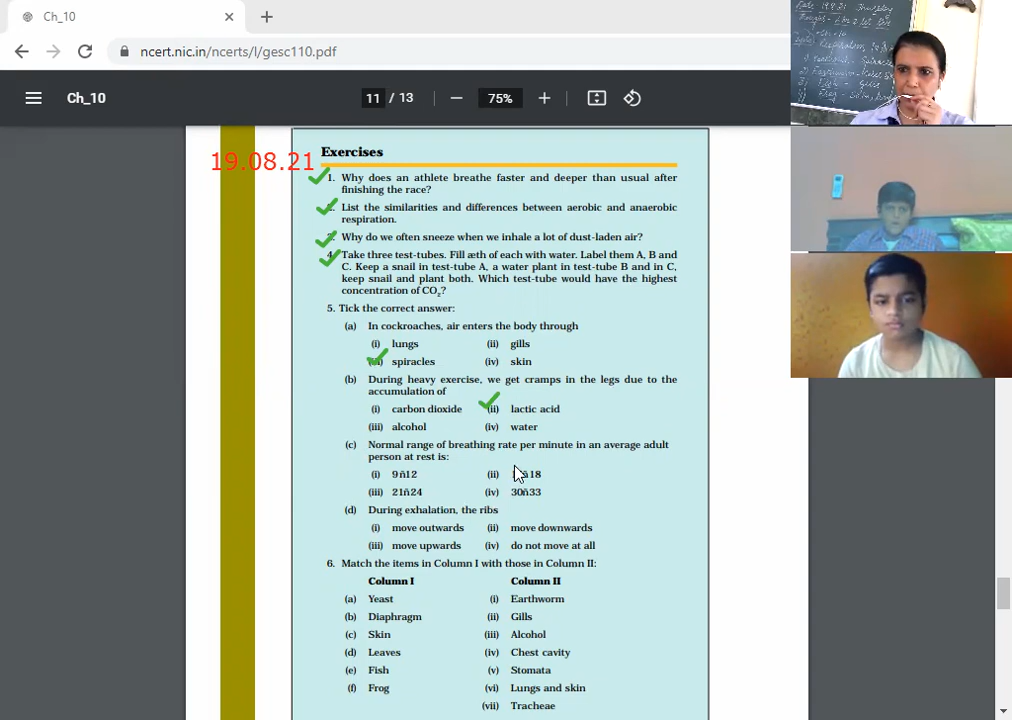 Ch_10
ncert.nic.in/ncerts/l/gesc110.pdf
Ch_10
11 / 13
75%
19.08.21
Exercises
1. Why does an athlete breathe faster and deeper than usual after
finishing the race?
List the similarities and differences between aerobic and anaerobic
respiration.
Why do we often sneeze when we inhale a lot of dust-laden air?
4. Take three test-tubes. Fill æth of each with water. Label them A, B and
C. Keep a snail in test-tube A, a water plant in test-tube B and in C,
keep snail and plant both. Which test-tube would have the highest
concentration of CO2?
5. Tick the correct answer:
(a) In cockroaches, air enters the body through
(i) lungs (ii) gills
spiracles (iv) skin
(b) During heavy exercise, we get cramps in the legs due to the
accumulation of
(i) carbon dioxide (ii) lactic acid
(iii) alcohol (iv) water
(c) Normal range of breathing rate per minute in an average adult
person at rest is:
(i) 9ñ12 (ii) ñ18
(iii) 21ñ24 (iv) 30ñ33
(d) During exhalation, the ribs
(i) move outwards (ii) move downwards
(iii) move upwards (iv) do not move at all
6. Match the items in Column I with those in Column II:
Column I Column II
(a) Yeast (i) Earthworm
(b) Diaphragm (ii) Gills
(c) Skin (iii) Alcohol
(d) Leaves (iv) Chest cavity
(e) Fish (v) Stomata
(f) Frog (vi) Lungs and skin
(vii) Tracheae